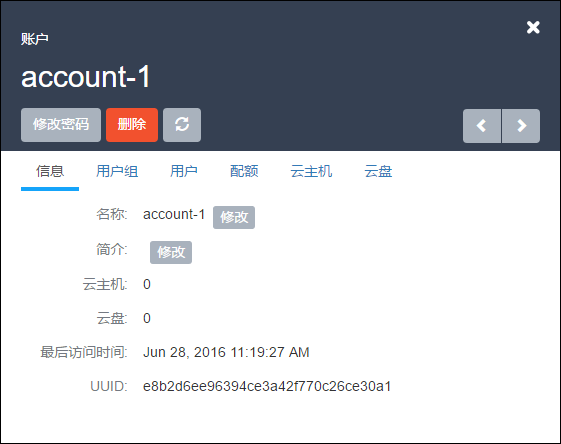 账户
account-1
修改密码 删除
信息 用户组 用户 配额 云主机 云盘
名称: account-1 修改
简介: 修改
云主机: 0
云盘: 0
最后访问时间: Jun 28, 2016 11:19:27 AM
UUID: e8b2d6ee96394ce3a42f770c26ce30a1